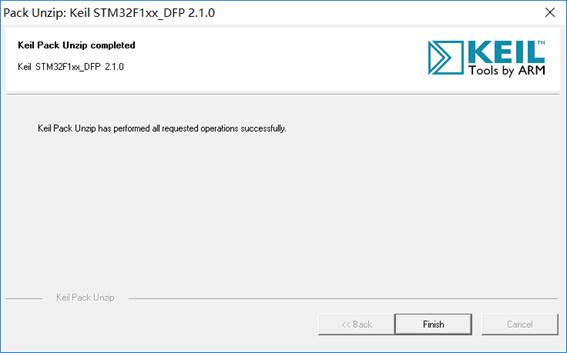 Pack Unzip: Keil STM32F1xx_DFP 2.1.0
Keil Pack Unzip completed
Keil STM32F1xx_DFP 2.1.0
KEIL™
Tools by ARM
Keil Pack Unzip has performed all requested operations successfully.
Keil Pack Unzip
<< Back
Finish
Cancel